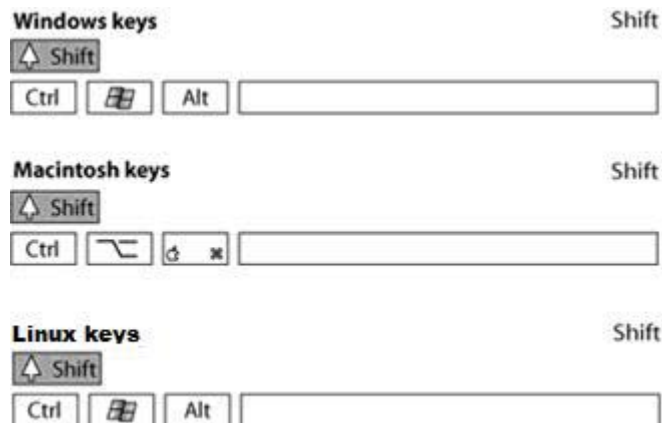 Windows keys Shift
Shift
Ctrl Alt
Macintosh keys Shift
Shift
Ctrl ⌥ ⌘
Linux keys Shift
Shift
Ctrl Alt